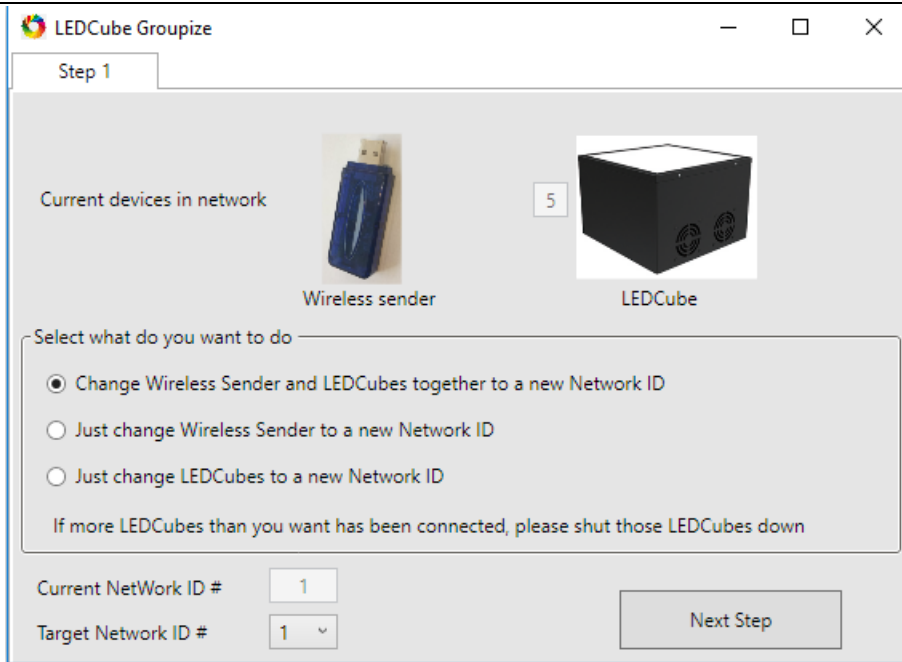 LEDCube Groupize
Step 1
Current devices in network
5
Wireless sender
LEDCube
Select what do you want to do
Change Wireless Sender and LEDCubes together to a new Network ID
Just change Wireless Sender to a new Network ID
Just change LEDCubes to a new Network ID
If more LEDCubes than you want has been connected, please shut those LEDCubes down
Current NetWork ID # 1
Target Network ID # 1
Next Step